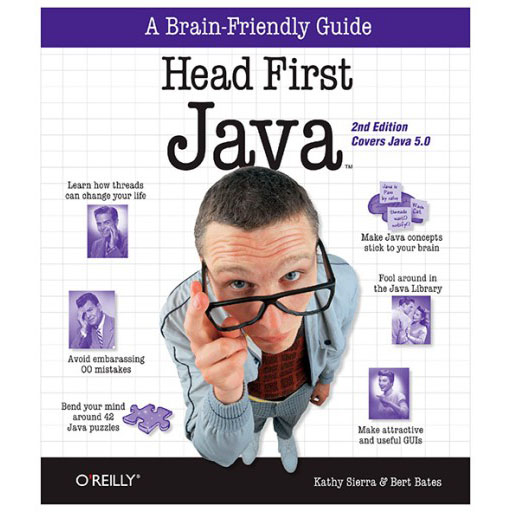 A Brain-Friendly Guide
Head First
Java™
2nd Edition
Covers Java 5.0
Learn how threads
can change your life
Make Java concepts
stick to your brain
Fool around in
the Java Library
Avoid embarassing
OO mistakes
Bend your mind
around 42
Java puzzles
Make attractive
and useful GUIs
O'REILLY®
Kathy Sierra & Bert Bates